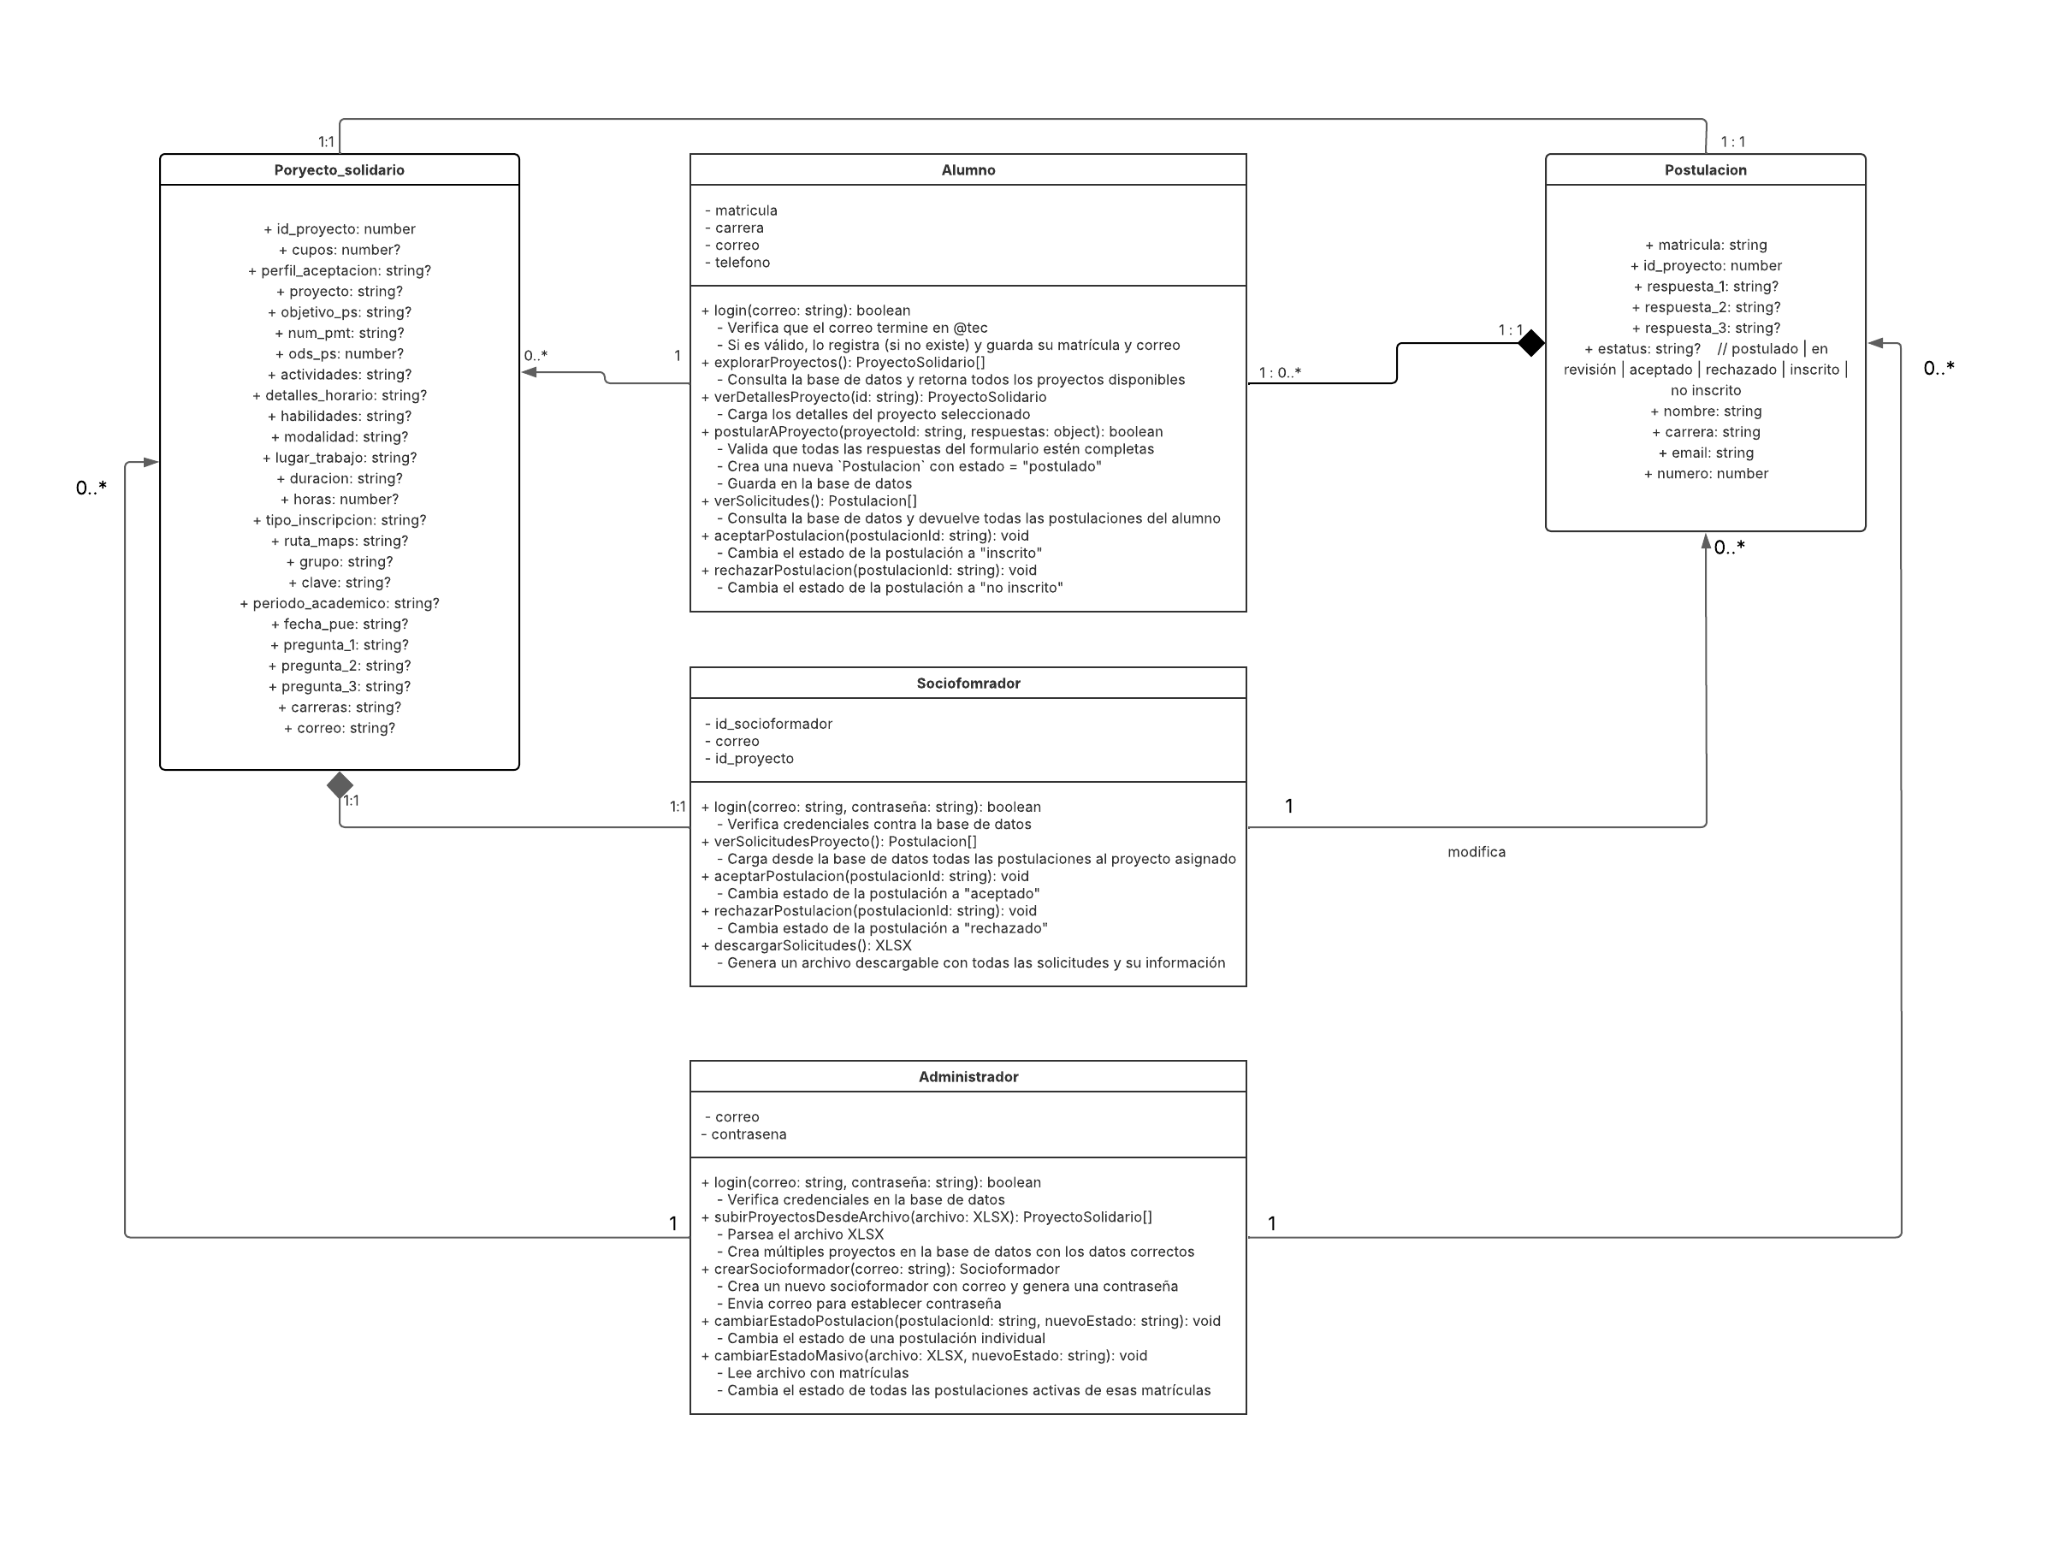 1:1
1 : 1
Poryecto_solidario
+ id_proyecto: number
+ cupos: number?
+ perfil_aceptacion: string?
+ proyecto: string?
+ objetivo_ps: string?
+ num_pmt: string?
+ ods_ps: number?
+ actividades: string?
+ detalles_horario: string?
+ habilidades: string?
+ modalidad: string?
+ lugar_trabajo: string?
+ duracion: string?
+ horas: number?
+ tipo_inscripcion: string?
+ ruta_maps: string?
+ grupo: string?
+ clave: string?
+ periodo_academico: string?
+ fecha_pue: string?
+ pregunta_1: string?
+ pregunta_2: string?
+ pregunta_3: string?
+ carreras: string?
+ correo: string?
0..*
1:1
0..*
1
Alumno
- matricula
- carrera
- correo
- telefono
+ login(correo: string): boolean
- Verifica que el correo termine en @tec
- Si es válido, lo registra (si no existe) y guarda su matrícula y correo
+ explorarProyectos(): ProyectoSolidario[]
- Consulta la base de datos y retorna todos los proyectos disponibles
+ verDetallesProyecto(id: string): ProyectoSolidario
- Carga los detalles del proyecto seleccionado
+ postularAProyecto(proyectoId: string, respuestas: object): boolean
- Valida que todas las respuestas del formulario estén completas
- Crea una nueva `Postulacion` con estado = "postulado"
- Guarda en la base de datos
+ verSolicitudes(): Postulacion[]
- Consulta la base de datos y devuelve todas las postulaciones del alumno
+ aceptarPostulacion(postulacionId: string): void
- Cambia el estado de la postulación a "inscrito"
+ rechazarPostulacion(postulacionId: string): void
- Cambia el estado de la postulación a "no inscrito"
1 : 0..*
1 : 1
Postulacion
+ matricula: string
+ id_proyecto: number
+ respuesta_1: string?
+ respuesta_2: string?
+ respuesta_3: string?
+ estatus: string? // postulado | en
revisión | aceptado | rechazado | inscrito |
no inscrito
+ nombre: string
+ carrera: string
+ email: string
+ numero: number
0..*
0..*
1:1
Sociofomrador
- id_socioformador
- correo
- id_proyecto
+ login(correo: string, contraseña: string): boolean
- Verifica credenciales contra la base de datos
+ verSolicitudesProyecto(): Postulacion[]
- Carga desde la base de datos todas las postulaciones al proyecto asignado
+ aceptarPostulacion(postulacionId: string): void
- Cambia estado de la postulación a "aceptado"
+ rechazarPostulacion(postulacionId: string): void
- Cambia estado de la postulación a "rechazado"
+ descargarSolicitudes(): XLSX
- Genera un archivo descargable con todas las solicitudes y su información
1
modifica
1
Administrador
- correo
- contrasena
+ login(correo: string, contraseña: string): boolean
- Verifica credenciales en la base de datos
+ subirProyectosDesdeArchivo(archivo: XLSX): ProyectoSolidario[]
- Parsea el archivo XLSX
- Crea múltiples proyectos en la base de datos con los datos correctos
+ crearSocioformador(correo: string): Socioformador
- Crea un nuevo socioformador con correo y genera una contraseña
- Envia correo para establecer contraseña
+ cambiarEstadoPostulacion(postulacionId: string, nuevoEstado: string): void
- Cambia el estado de una postulación individual
+ cambiarEstadoMasivo(archivo: XLSX, nuevoEstado: string): void
- Lee archivo con matrículas
- Cambia el estado de todas las postulaciones activas de esas matrículas
1